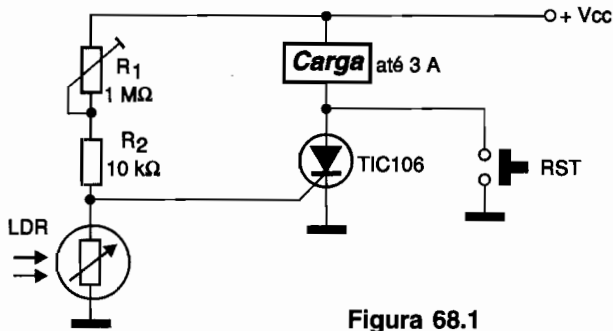 + Vcc
R1
1 MΩ
Carga até 3 A
R2
10 kΩ
TIC106
RST
LDR
Figura 68.1